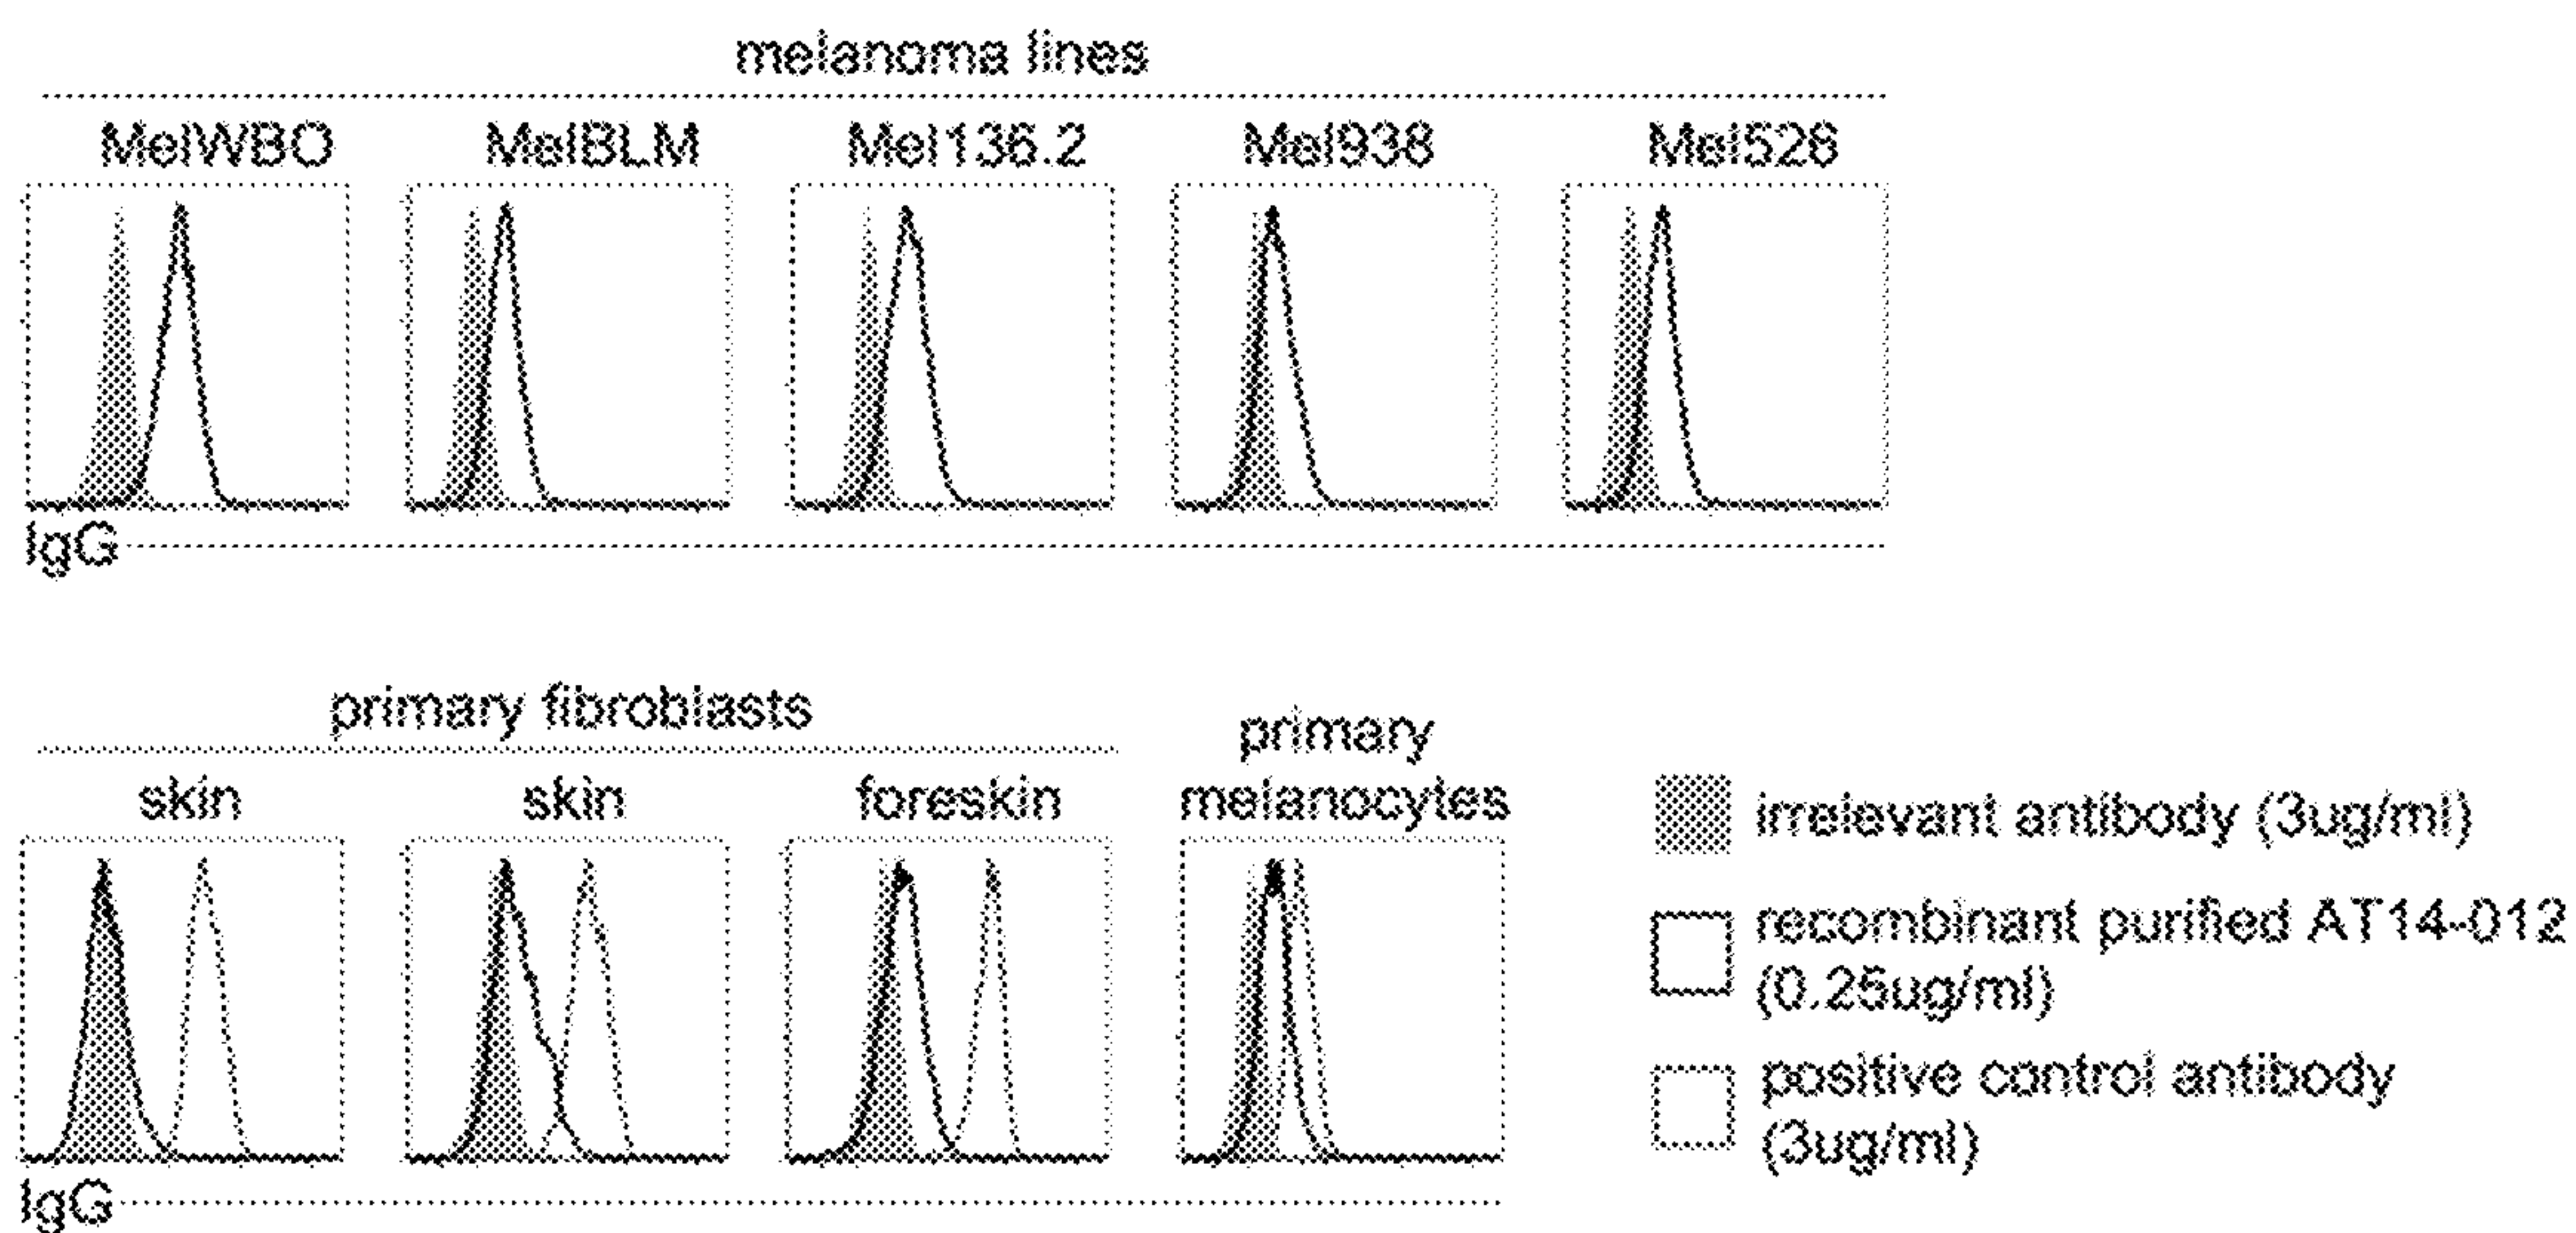 melanoma lines
MelWBO MelBLM Mel136.2 Mel938 Mel526
IgG
primary fibroblasts
primary
skin skin foreskin melanocytes
irrelevant antibody (3ug/ml)
recombinant purified AT14-012
(0.25ug/ml)
positive control antibody
(3ug/ml)
IgG